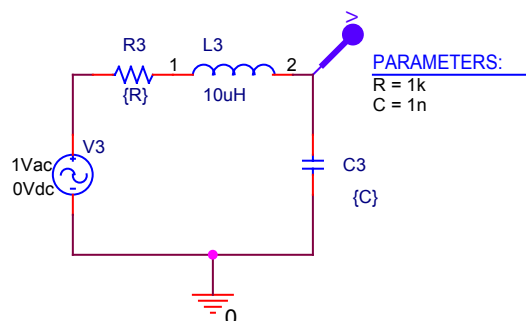 V
R3
L3
1
2
{R}
10uH
PARAMETERS:
R = 1k
C = 1n
V3
1Vac
0Vdc
+
-
C3
{C}
0